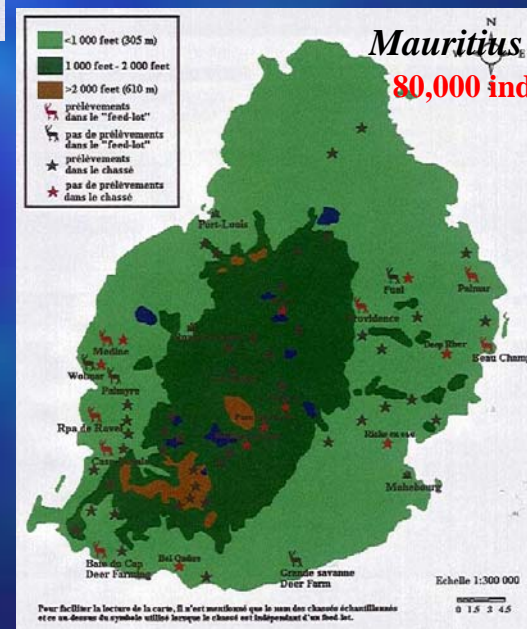 Mauritius
80,000 ind
N
W
E
<1 000 feet (305 m)
1 000 feet - 2 000 feet
>2 000 feet (610 m)
prélèvements
dans le "feed-lot"
pas de prélèvements
dans le "feed-lot"
prélèvements
dans le chassé
pas de prélèvements
dans le chassé
Port-Louis
Palmar
Providence
Deep River
Beau Champ
Medine
Wolmar
Palmyre
Rpa de Ravel
Riche en eau
Mahebourg
Baie du Cap
Deer Farming
Bel Ombre
Grande savanne
Deer Farm
Echelle 1:300 000
0 1.5 3 4.5
Pour faciliter la lecture de la carte, il n'est mentionné que le nom des chassés échantillonnés
et ce au-dessus du symbole utilisé lorsque le chassé est indépendant d'un feed lot.